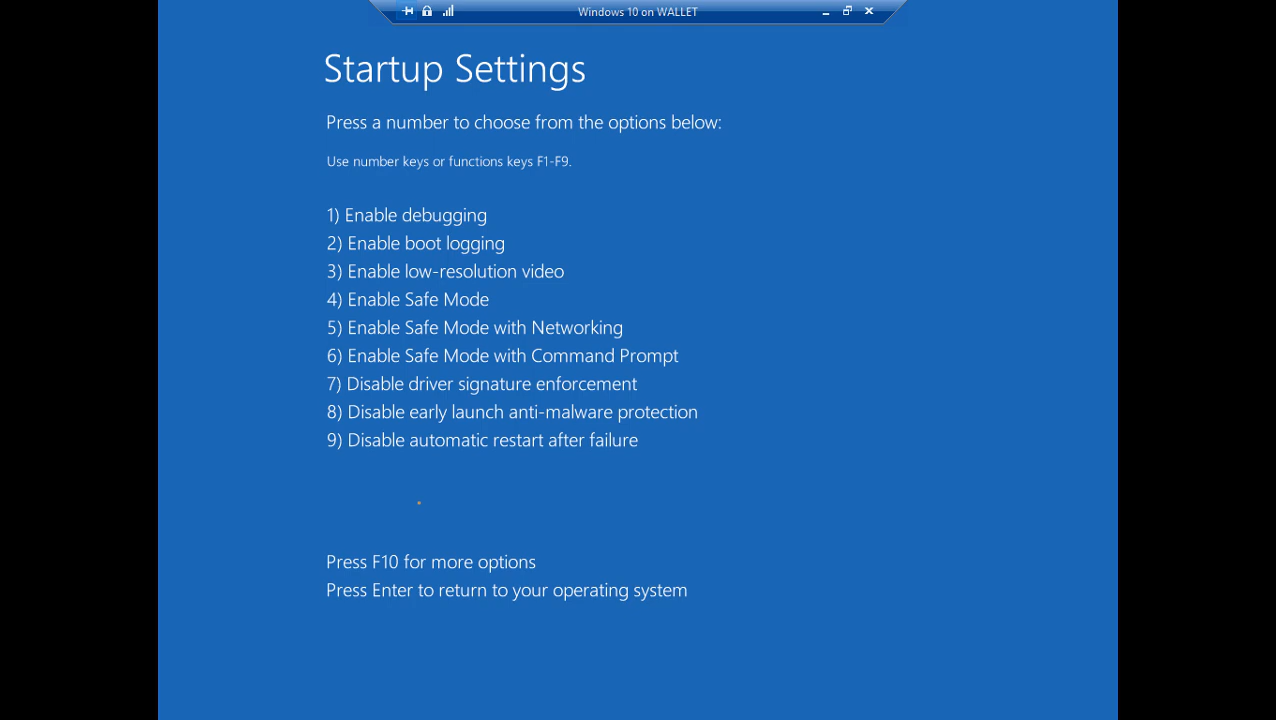 Windows 10 on WALLET
Startup Settings
Press a number to choose from the options below:
Use number keys or functions keys F1-F9.
1) Enable debugging
2) Enable boot logging
3) Enable low-resolution video
4) Enable Safe Mode
5) Enable Safe Mode with Networking
6) Enable Safe Mode with Command Prompt
7) Disable driver signature enforcement
8) Disable early launch anti-malware protection
9) Disable automatic restart after failure
Press F10 for more options
Press Enter to return to your operating system